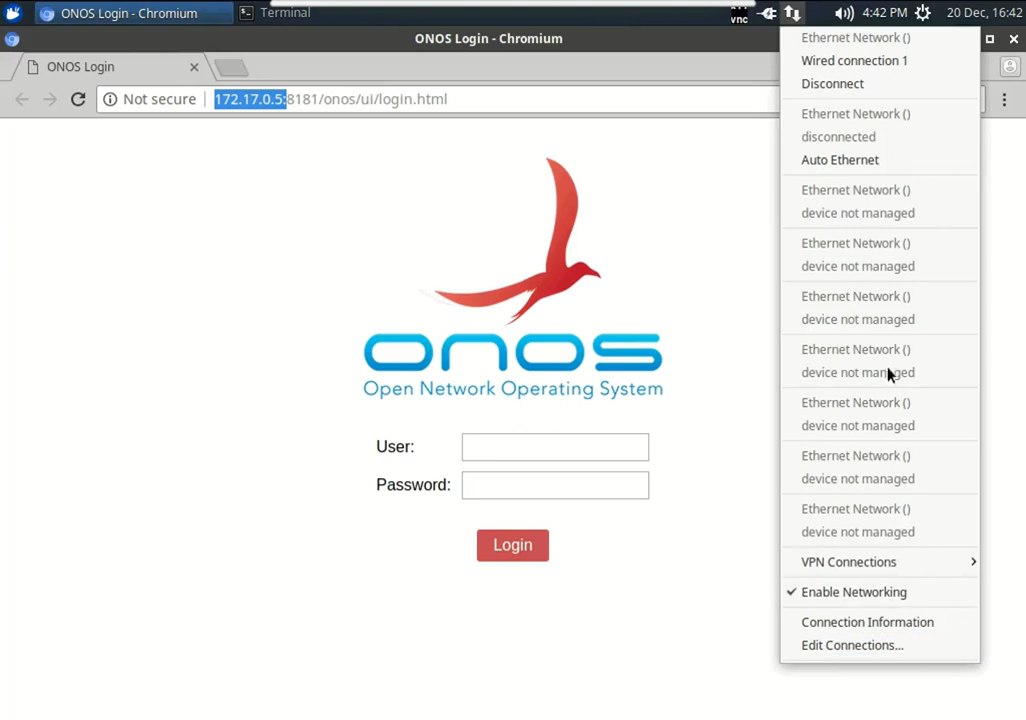 ONOS Login - Chromium
Terminal
vnc
4:42 PM
20 Dec, 16:42
ONOS Login - Chromium
ONOS Login
Not secure
172.17.0.5:8181/onos/ui/login.html
onos
Open Network Operating System
User:
Password:
Login
Ethernet Network ()
Wired connection 1
Disconnect
Ethernet Network ()
disconnected
Auto Ethernet
Ethernet Network ()
device not managed
Ethernet Network ()
device not managed
Ethernet Network ()
device not managed
Ethernet Network ()
device not managed
Ethernet Network ()
device not managed
Ethernet Network ()
device not managed
Ethernet Network ()
device not managed
VPN Connections
Enable Networking
Connection Information
Edit Connections...